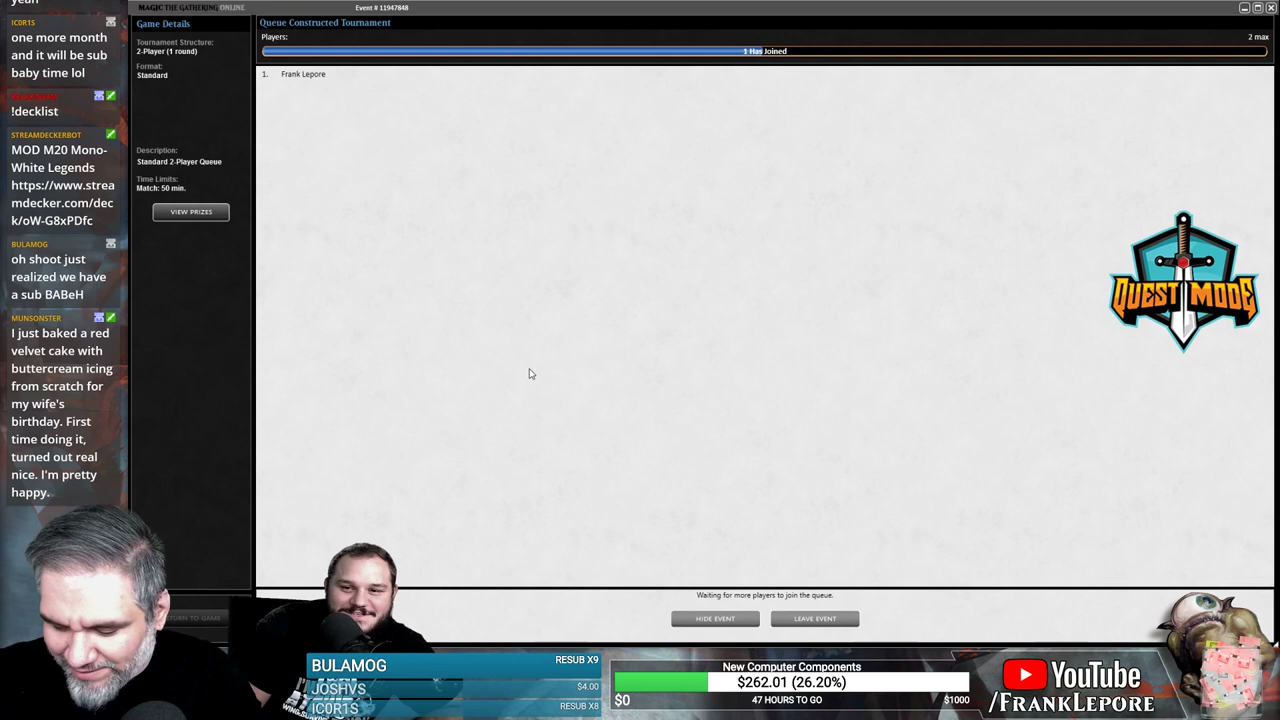 yeah
IC0R1S
one more month
and it will be sub
baby time lol
!decklist
STREAMDECKERBOT
MOD M20 Mono-
White Legends
https://www.strea
mdecker.com/dec
k/oW-G8xPDfc
BULAMOG
oh shoot just
realized we have
a sub BABeH
MUNSONSTER
I just baked a red
velvet cake with
buttercream icing
from scratch for
my wife's
birthday. First
time doing it,
turned out real
nice. I'm pretty
happy.
MAGIC THE GATHERING ONLINE
Event # 11947848
Game Details
Tournament Structure:
2-Player (1 round)
Format:
Standard
Description:
Standard 2-Player Queue
Time Limits:
Match: 50 min.
VIEW PRIZES
RETURN TO GAME
Queue Constructed Tournament
Players:
2 max
1 Has Joined
1. Frank Lepore
QUEST MODE
Waiting for more players to join the queue.
HIDE EVENT
LEAVE EVENT
BULAMOG RESUB X9
JOSHVS $4.00
IC0R1S RESUB X8
New Computer Components
$262.01 (26.20%)
$0 47 HOURS TO GO $1000
YouTube
/FRANKLEPORE